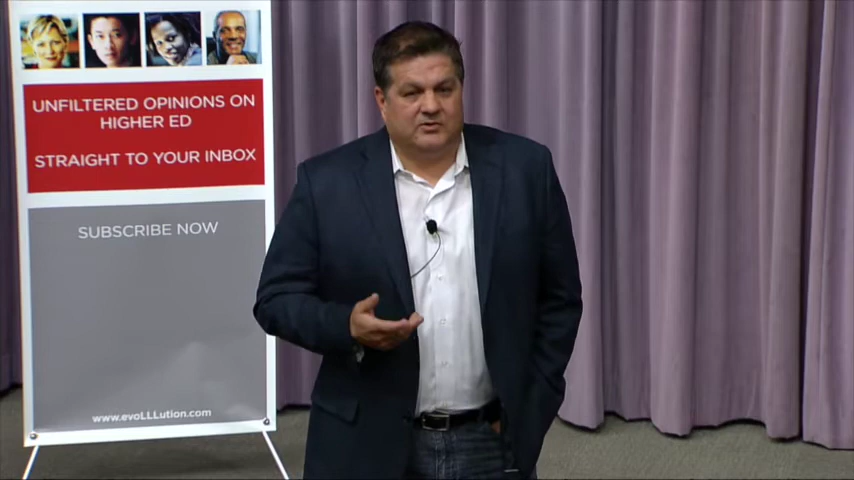 UNFILTERED OPINIONS ON
HIGHER ED
STRAIGHT TO YOUR INBOX
SUBSCRIBE NOW
www.evoLLLution.com